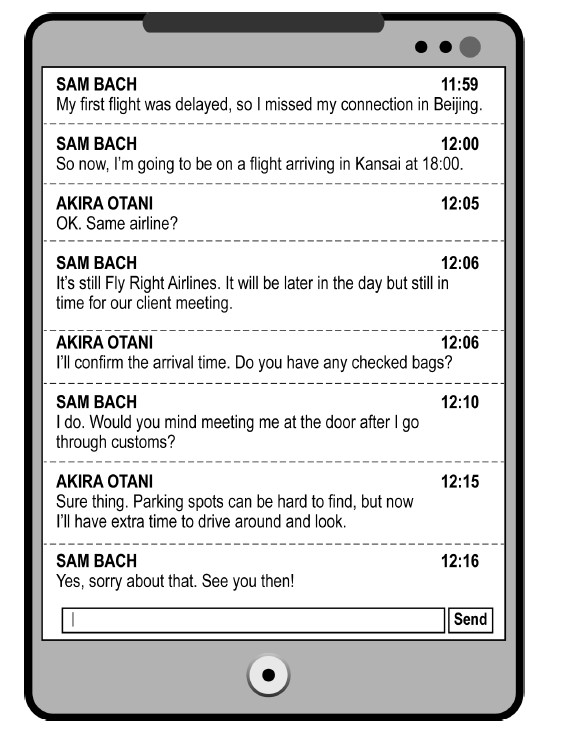 SAM BACH 11:59
My first flight was delayed, so I missed my connection in Beijing.
SAM BACH 12:00
So now, I'm going to be on a flight arriving in Kansai at 18:00.
AKIRA OTANI 12:05
OK. Same airline?
SAM BACH 12:06
It's still Fly Right Airlines. It will be later in the day but still in
time for our client meeting.
AKIRA OTANI 12:06
I'll confirm the arrival time. Do you have any checked bags?
SAM BACH 12:10
I do. Would you mind meeting me at the door after I go
through customs?
AKIRA OTANI 12:15
Sure thing. Parking spots can be hard to find, but now
I'll have extra time to drive around and look.
SAM BACH 12:16
Yes, sorry about that. See you then!
Send